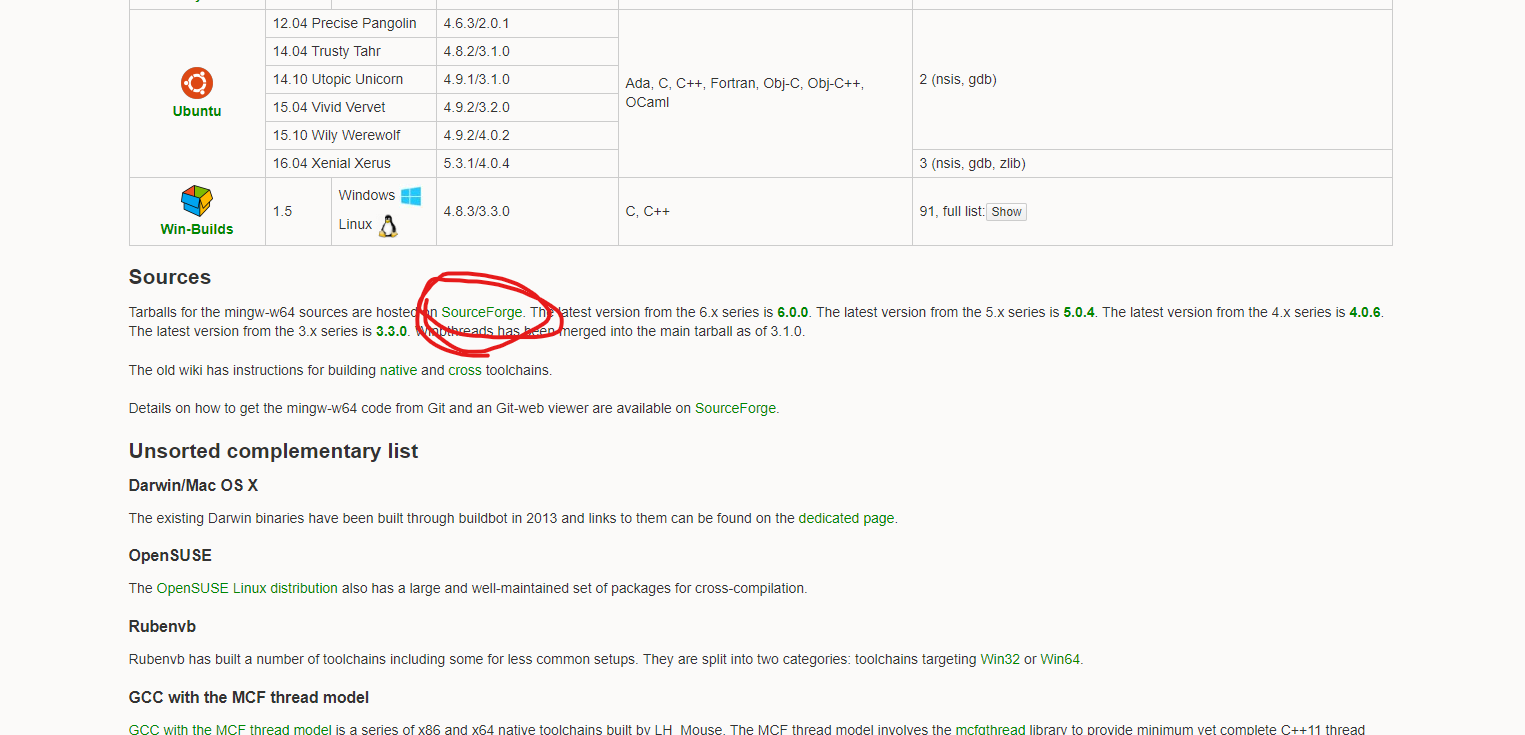 12.04 Precise Pangolin 4.6.3/2.0.1
14.04 Trusty Tahr 4.8.2/3.1.0
14.10 Utopic Unicorn 4.9.1/3.1.0
Ada, C, C++, Fortran, Obj-C, Obj-C++,
OCaml
2 (nsis, gdb)
Ubuntu
15.04 Vivid Vervet 4.9.2/3.2.0
15.10 Wily Werewolf 4.9.2/4.0.2
16.04 Xenial Xerus 5.3.1/4.0.4
3 (nsis, gdb, zlib)
Win-Builds
1.5
Windows
Linux
4.8.3/3.3.0
C, C++
91, full list: Show
Sources
Tarballs for the mingw-w64 sources are hosted on SourceForge. The latest version from the 6.x series is 6.0.0. The latest version from the 5.x series is 5.0.4. The latest version from the 4.x series is 4.0.6.
The latest version from the 3.x series is 3.3.0. Winpthreads has been merged into the main tarball as of 3.1.0.
The old wiki has instructions for building native and cross toolchains.
Details on how to get the mingw-w64 code from Git and an Git-web viewer are available on SourceForge.
Unsorted complementary list
Darwin/Mac OS X
The existing Darwin binaries have been built through buildbot in 2013 and links to them can be found on the dedicated page.
OpenSUSE
The OpenSUSE Linux distribution also has a large and well-maintained set of packages for cross-compilation.
Rubenvb
Rubenvb has built a number of toolchains including some for less common setups. They are split into two categories: toolchains targeting Win32 or Win64.
GCC with the MCF thread model
GCC with the MCF thread model is a series of x86 and x64 native toolchains built by LH_Mouse. The MCF thread model involves the mcfgthread library to provide minimum yet complete C++11 thread